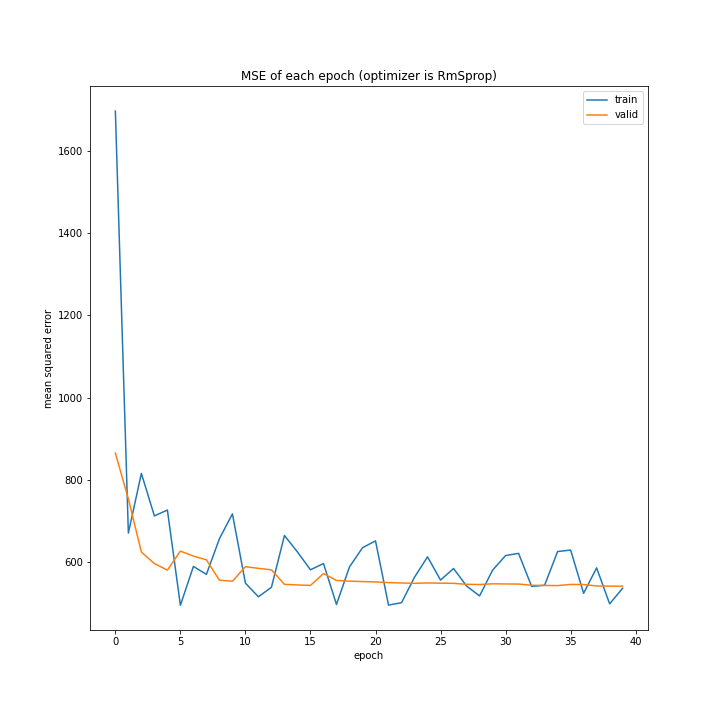 MSE of each epoch (optimizer is RmSprop)
train
valid
mean squared error
1600
1400
1200
1000
800
600
0 5 10 15 20 25 30 35 40
epoch